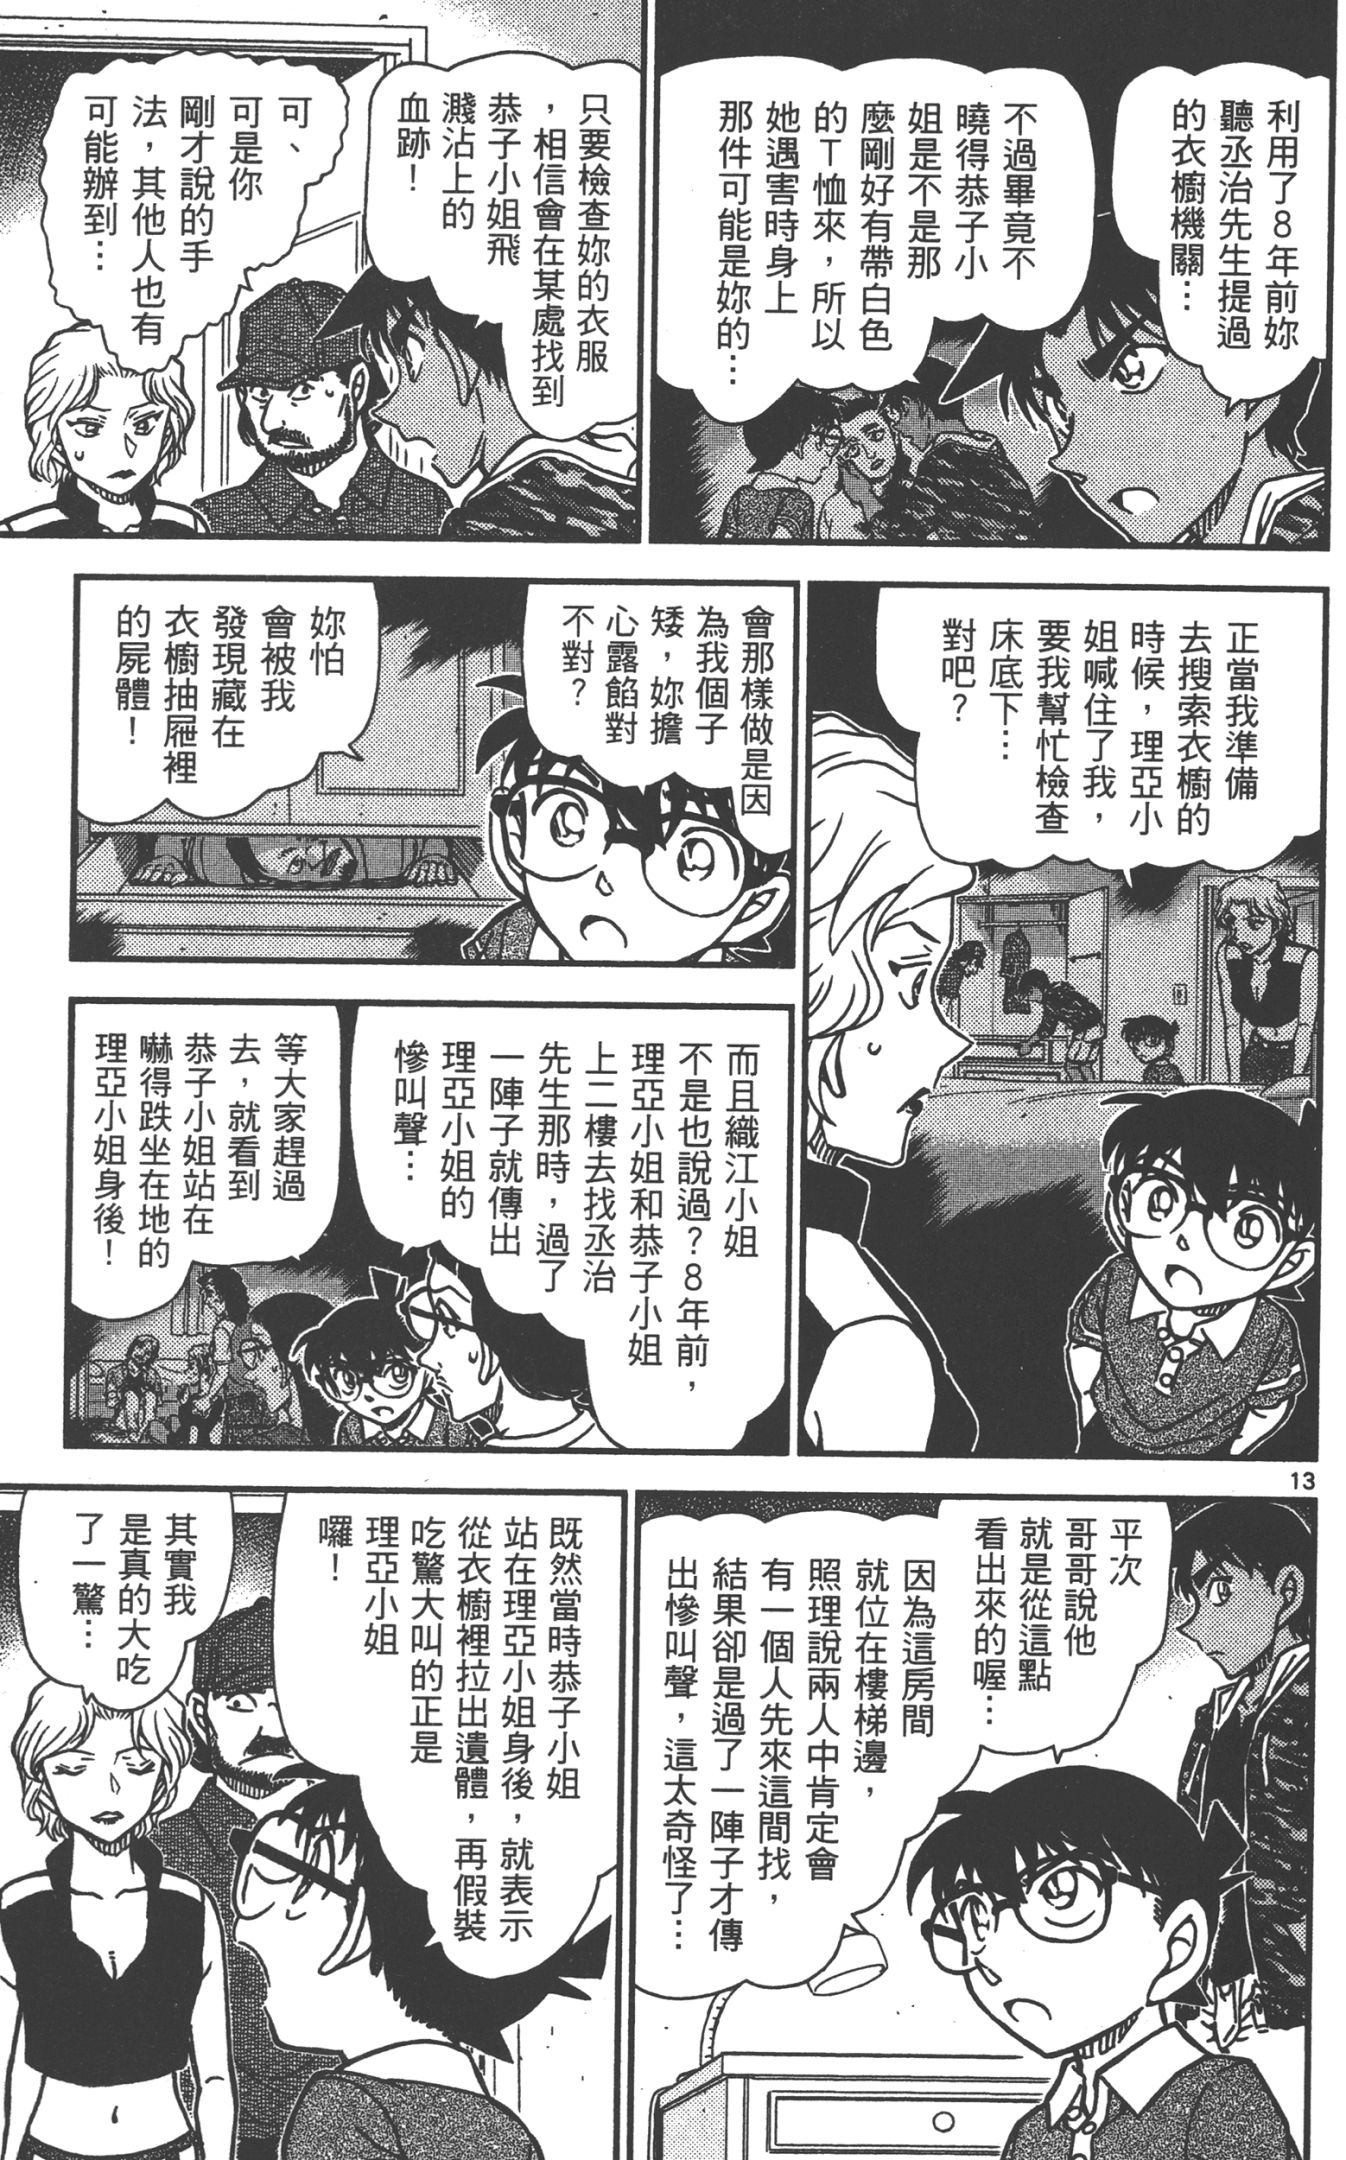 利用了8年前妳
聽丞治先生提過
的衣櫥機關…
不過畢竟不
曉得恭子小
姐是不是那
麼剛好有帶白色
的T恤來，所以
她遇害時身上
那件可能是妳的…
只要檢查妳的衣服
，相信會在某處找到
恭子小姐飛
濺沾上的
血跡！
可、
可是你
剛才說的手
法，其他人也有
可能辦到…
正當我準備
去搜索衣櫥的
時候，理亞小
姐喊住了我，
要我幫忙檢查
床底下…
對吧？
會那樣做是因
為我個子
矮，妳擔
心露餡對
不對？
妳怕
會被我
發現藏在
衣櫥抽屜裡
的屍體！
而且織江小姐
不是也說過？8年前，
理亞小姐和恭子小姐
上二樓去找丞治
先生那時，過了
一陣子就傳出
理亞小姐的
慘叫聲…
等大家趕過
去，就看到
恭子小姐站在
嚇得跌坐在地的
理亞小姐身後！
13
平次
哥哥說他
就是從這點
看出來的喔…
因為這房間
就位在樓梯邊，
照理說兩人中肯定會
有一個人先來這間找，
結果卻是過了一陣子才傳
出慘叫聲，這太奇怪了…
既然當時恭子小姐
站在理亞小姐身後，就表示
從衣櫥裡拉出遺體，再假裝
吃驚大叫的正是
理亞小姐
囉！
其實我
是真的大吃
了一驚…